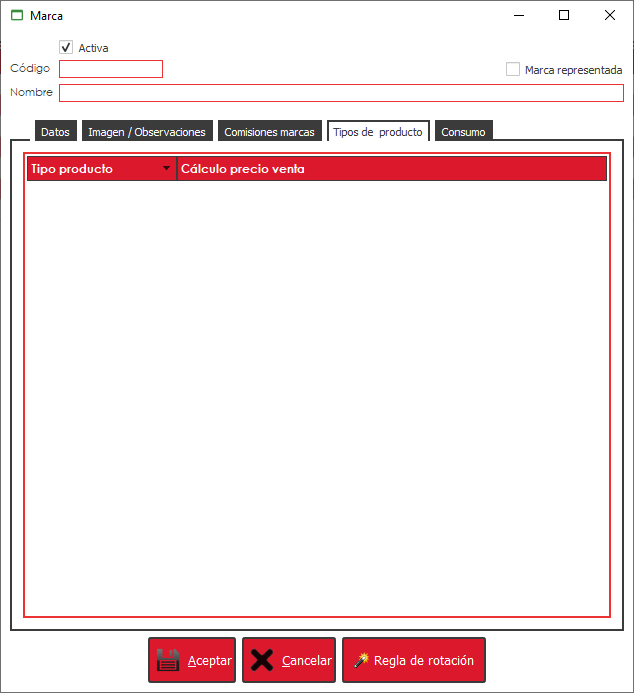 Marca
Activa
Código
Marca representada
Nombre
Datos
Imagen / Observaciones
Comisiones marcas
Tipos de producto
Consumo
Tipo producto
Cálculo precio venta
Aceptar
Cancelar
Regla de rotación